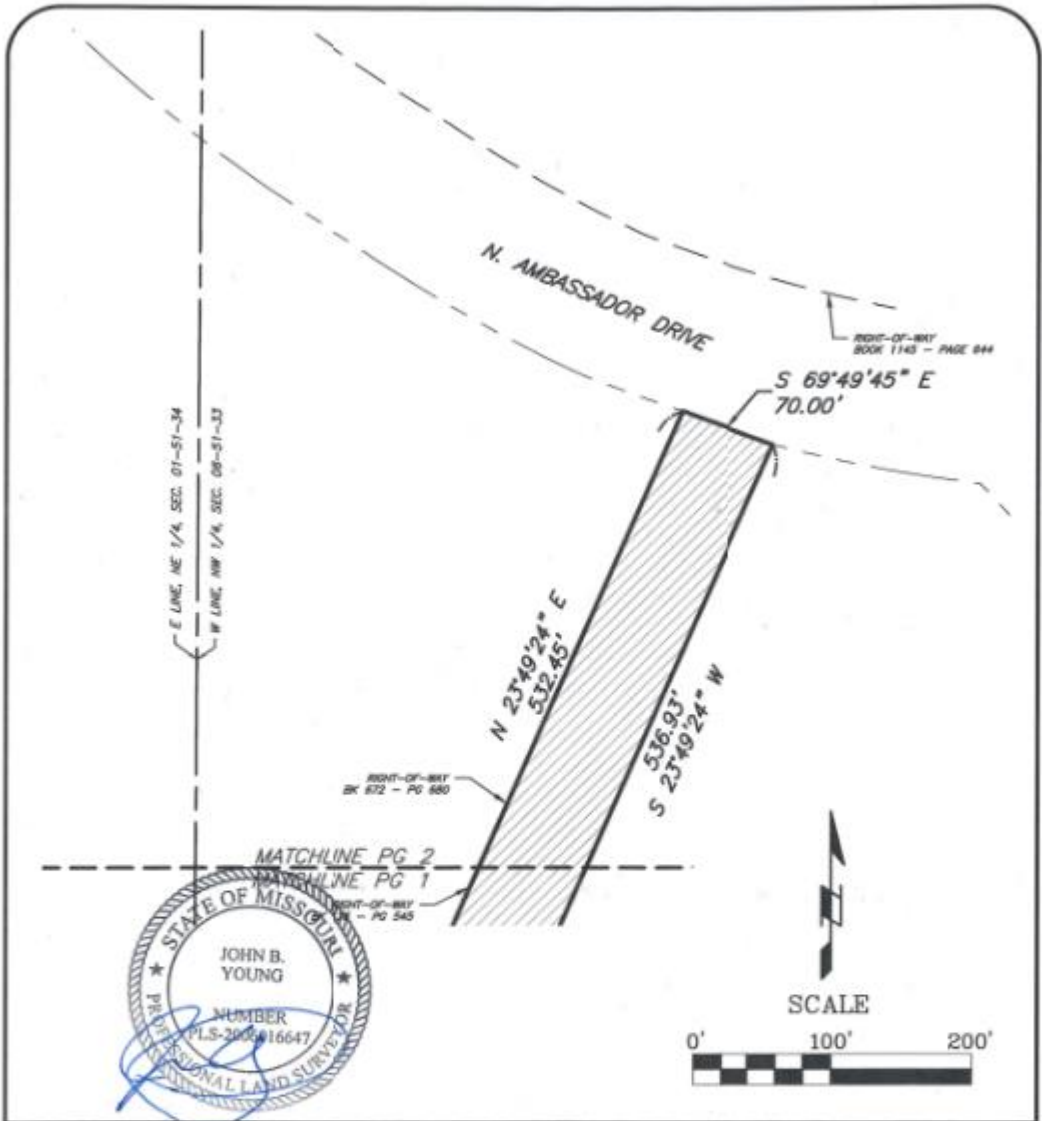 N. AMBASSADOR DRIVE
RIGHT-OF-WAY
BOOK 1145 - PAGE 844
S 69°49'45" E
70.00'
E LINE, NE 1/4, SEC. 01-51-34
W LINE, NW 1/4, SEC. 06-51-33
N 23°49'24" E
532.45'
536.93'
S 23°49'24" W
RIGHT-OF-WAY
BK 672 - PG 680
MATCHLINE PG 2
MATCHLINE PG 1
RIGHT-OF-WAY
- PG 545
STATE OF MISSOURI
JOHN B.
YOUNG
NUMBER
PLS-2006016647
PROFESSIONAL LAND SURVEYOR
SCALE
0' 100' 200'